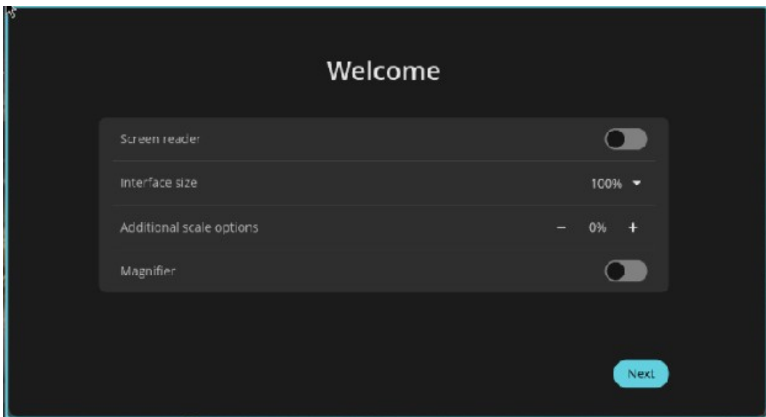 Welcome
Screen reader
Interface size 100%
Additional scale options − 0% +
Magnifier
Next